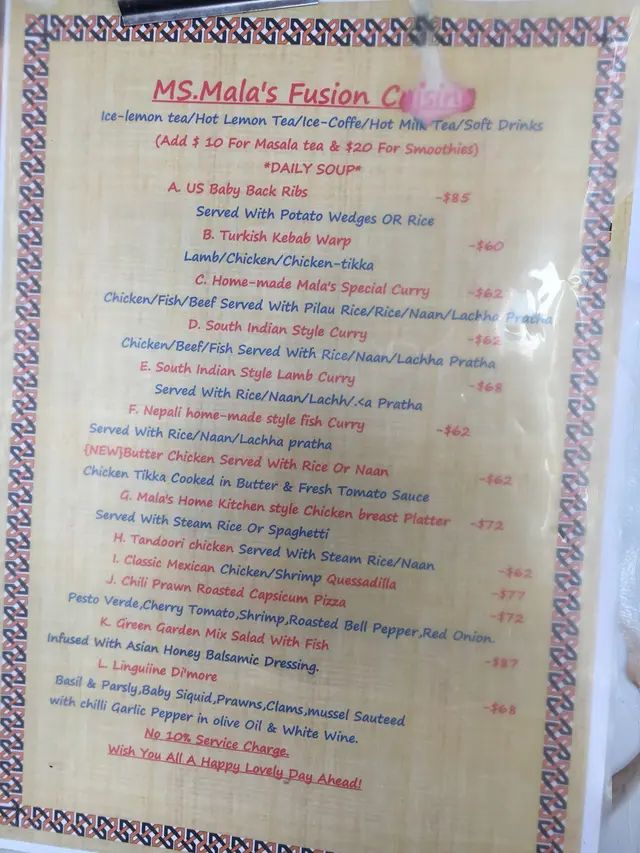 MS.Mala's Fusion Cuisine
Ice-lemon tea/Hot Lemon Tea/Ice-Coffe/Hot Milk Tea/Soft Drinks
(Add $ 10 For Masala tea & $20 For Smoothies)
*DAILY SOUP*
A. US Baby Back Ribs -$85
Served With Potato Wedges OR Rice
B. Turkish Kebab Warp -$60
Lamb/Chicken/Chicken-tikka
C. Home-made Mala's Special Curry -$62
Chicken/Fish/Beef Served With Pilau Rice/Rice/Naan/Lachha Pratha
D. South Indian Style Curry -$62
Chicken/Beef/Fish Served With Rice/Naan/Lachha Pratha
E. South Indian Style Lamb Curry -$68
Served With Rice/Naan/Lachh/.<a Pratha
F. Nepali home-made style fish Curry -$62
Served With Rice/Naan/Lachha pratha
{NEW}Butter Chicken Served With Rice Or Naan -$62
Chicken Tikka Cooked in Butter & Fresh Tomato Sauce
G. Mala's Home Kitchen style Chicken breast Platter -$72
Served With Steam Rice Or Spaghetti
H. Tandoori chicken Served With Steam Rice/Naan -$62
I. Classic Mexican Chicken/Shrimp Quessadilla -$77
J. Chili Prawn Roasted Capsicum Pizza -$72
Pesto Verde,Cherry Tomato,Shrimp,Roasted Bell Pepper,Red Onion.
K. Green Garden Mix Salad With Fish -$87
Infused With Asian Honey Balsamic Dressing.
L. Linguline Di'more -$68
Basil & Parsly,Baby Siquid,Prawns,Clams,mussel Sauteed
with chilli Garlic Pepper in olive Oil & White Wine.
No 10% Service Charge.
Wish You All A Happy Lovely Day Ahead!